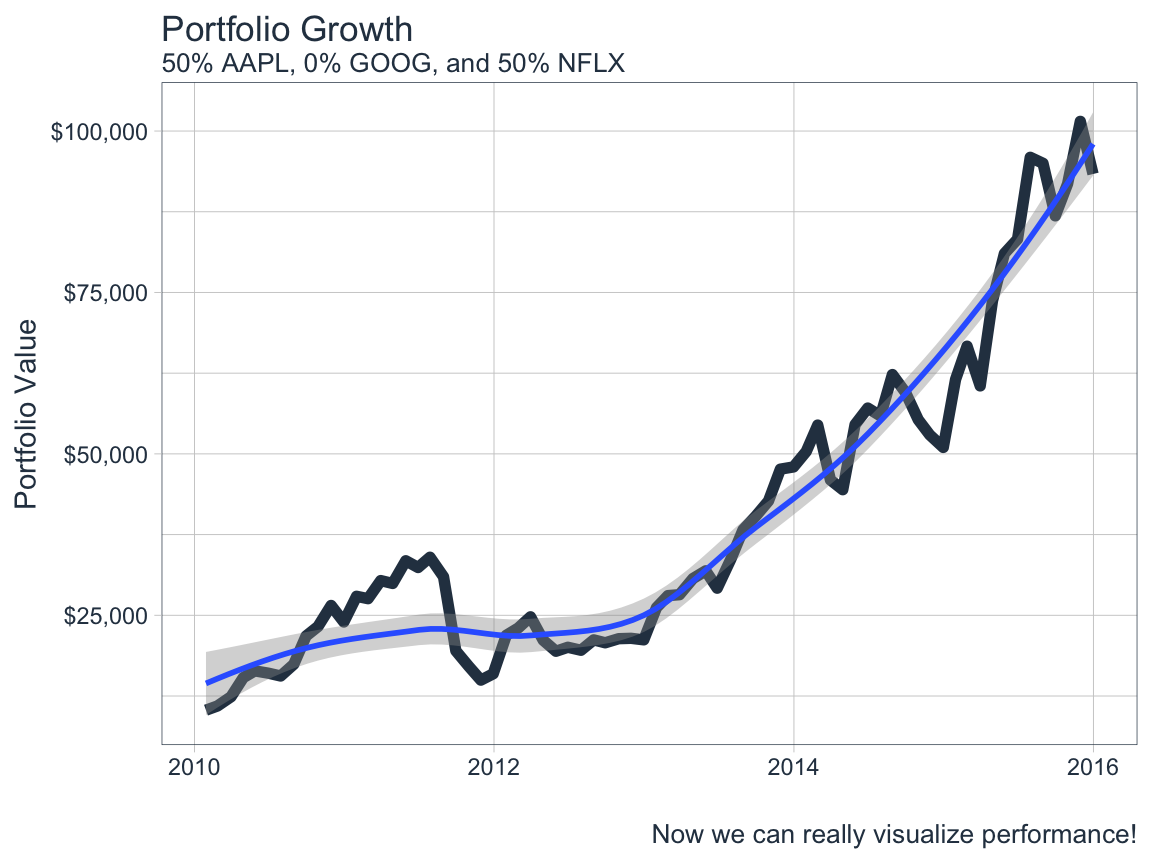 Portfolio Growth
50% AAPL, 0% GOOG, and 50% NFLX
Portfolio Value
$100,000
$75,000
$50,000
$25,000
2010 2012 2014 2016
Now we can really visualize performance!